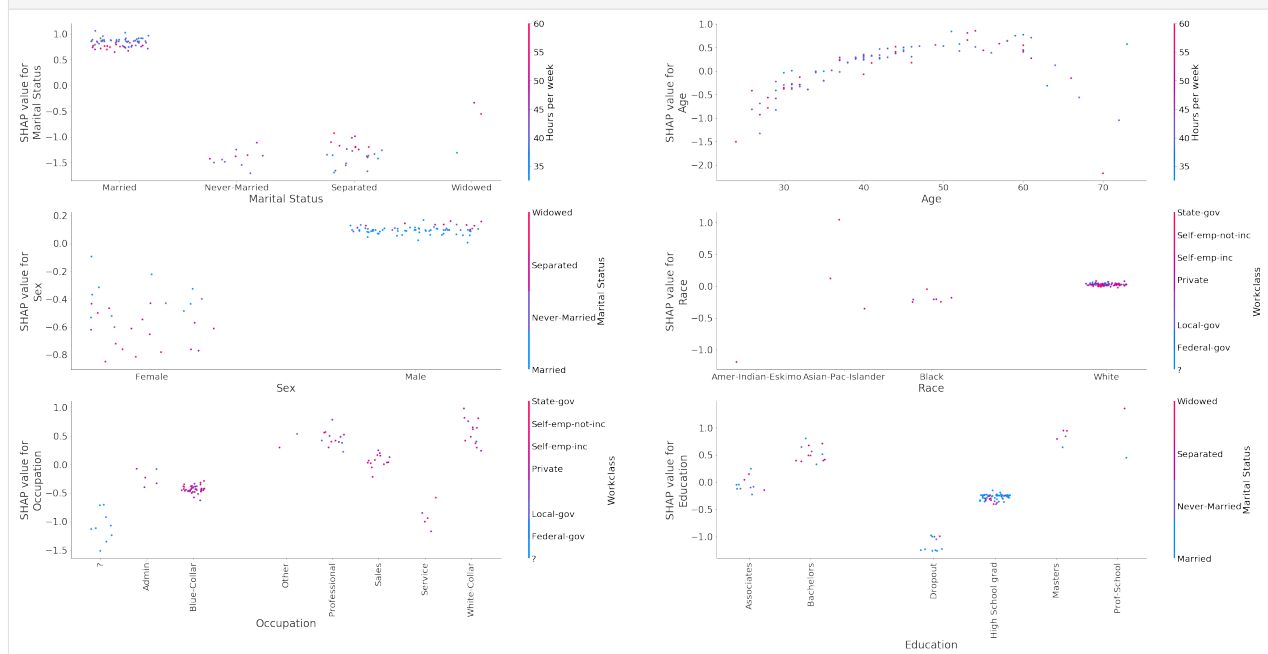 1.0
0.5
0.0
−0.5
−1.0
−1.5
SHAP value for
Marital Status
Married
Never-Married
Separated
Widowed
Marital Status
60
55
50
45
40
35
Hours per week
1.0
0.5
0.0
−0.5
−1.0
−1.5
−2.0
SHAP value for
Age
30
40
50
60
70
Age
60
55
50
45
40
35
Hours per week
0.2
0.0
−0.2
−0.4
−0.6
−0.8
SHAP value for
Sex
Female
Male
Sex
Widowed
Separated
Never-Married
Married
Marital Status
1.0
0.5
0.0
−0.5
−1.0
SHAP value for
Race
Amer-Indian-Eskimo
Asian-Pac-Islander
Black
White
Race
State-gov
Self-emp-not-inc
Self-emp-inc
Private
Local-gov
Federal-gov
?
Workclass
1.0
0.5
0.0
−0.5
−1.0
−1.5
SHAP value for
Occupation
?
Admin
Blue-Collar
Other
Professional
Sales
Service
White-Collar
Occupation
State-gov
Self-emp-not-inc
Self-emp-inc
Private
Local-gov
Federal-gov
?
Workclass
1.0
0.5
0.0
−0.5
−1.0
SHAP value for
Education
Associates
Bachelors
Dropout
High School grad
Masters
Prof-School
Education
Widowed
Separated
Never-Married
Married
Marital Status